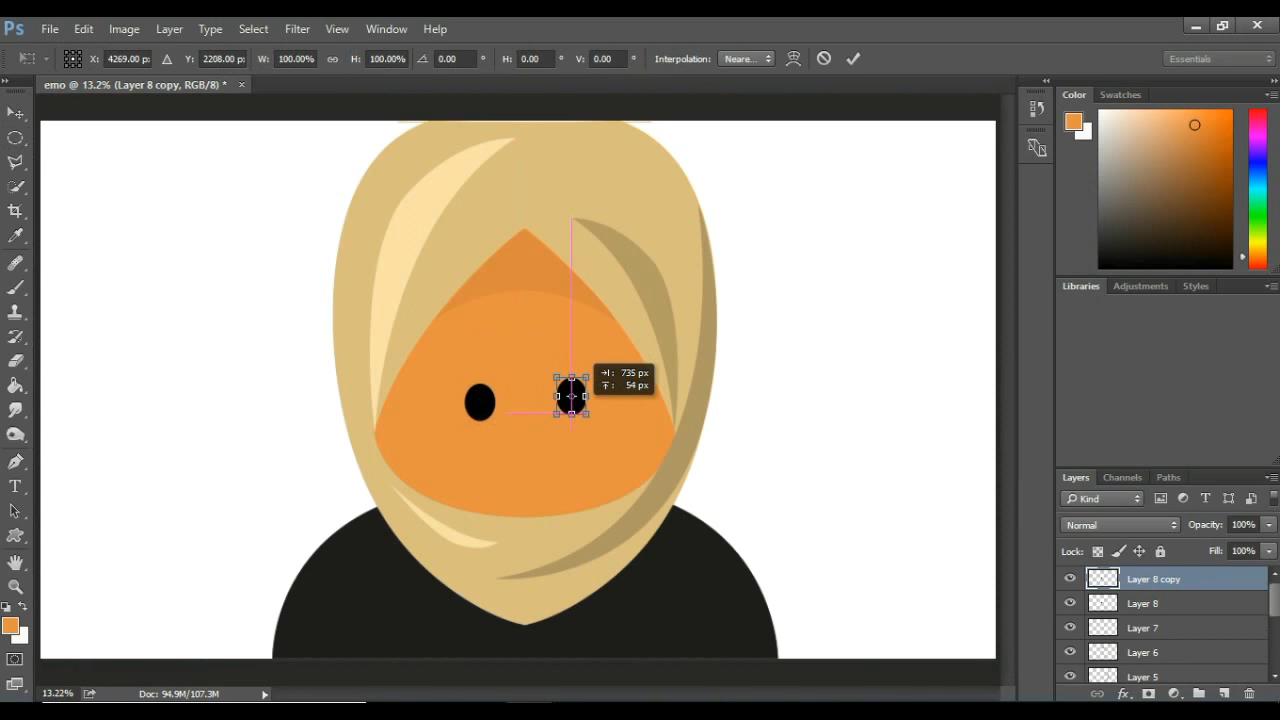 Ps File Edit Image Layer Type Select Filter View Window Help
X: 4269.00 px Y: 2208.00 px W: 100.00% H: 100.00% 0.00 ° H: 0.00 ° V: 0.00 ° Interpolation: Neare... Essentials
emo @ 13.2% (Layer 8 copy, RGB/8) * ×
Color Swatches
Libraries Adjustments Styles
: 735 px
: 54 px
Layers Channels Paths
Kind
Normal Opacity: 100%
Lock: Fill: 100%
Layer 8 copy
Layer 8
Layer 7
Layer 6
Layer 5
13.22% Doc: 94.9M/107.3M